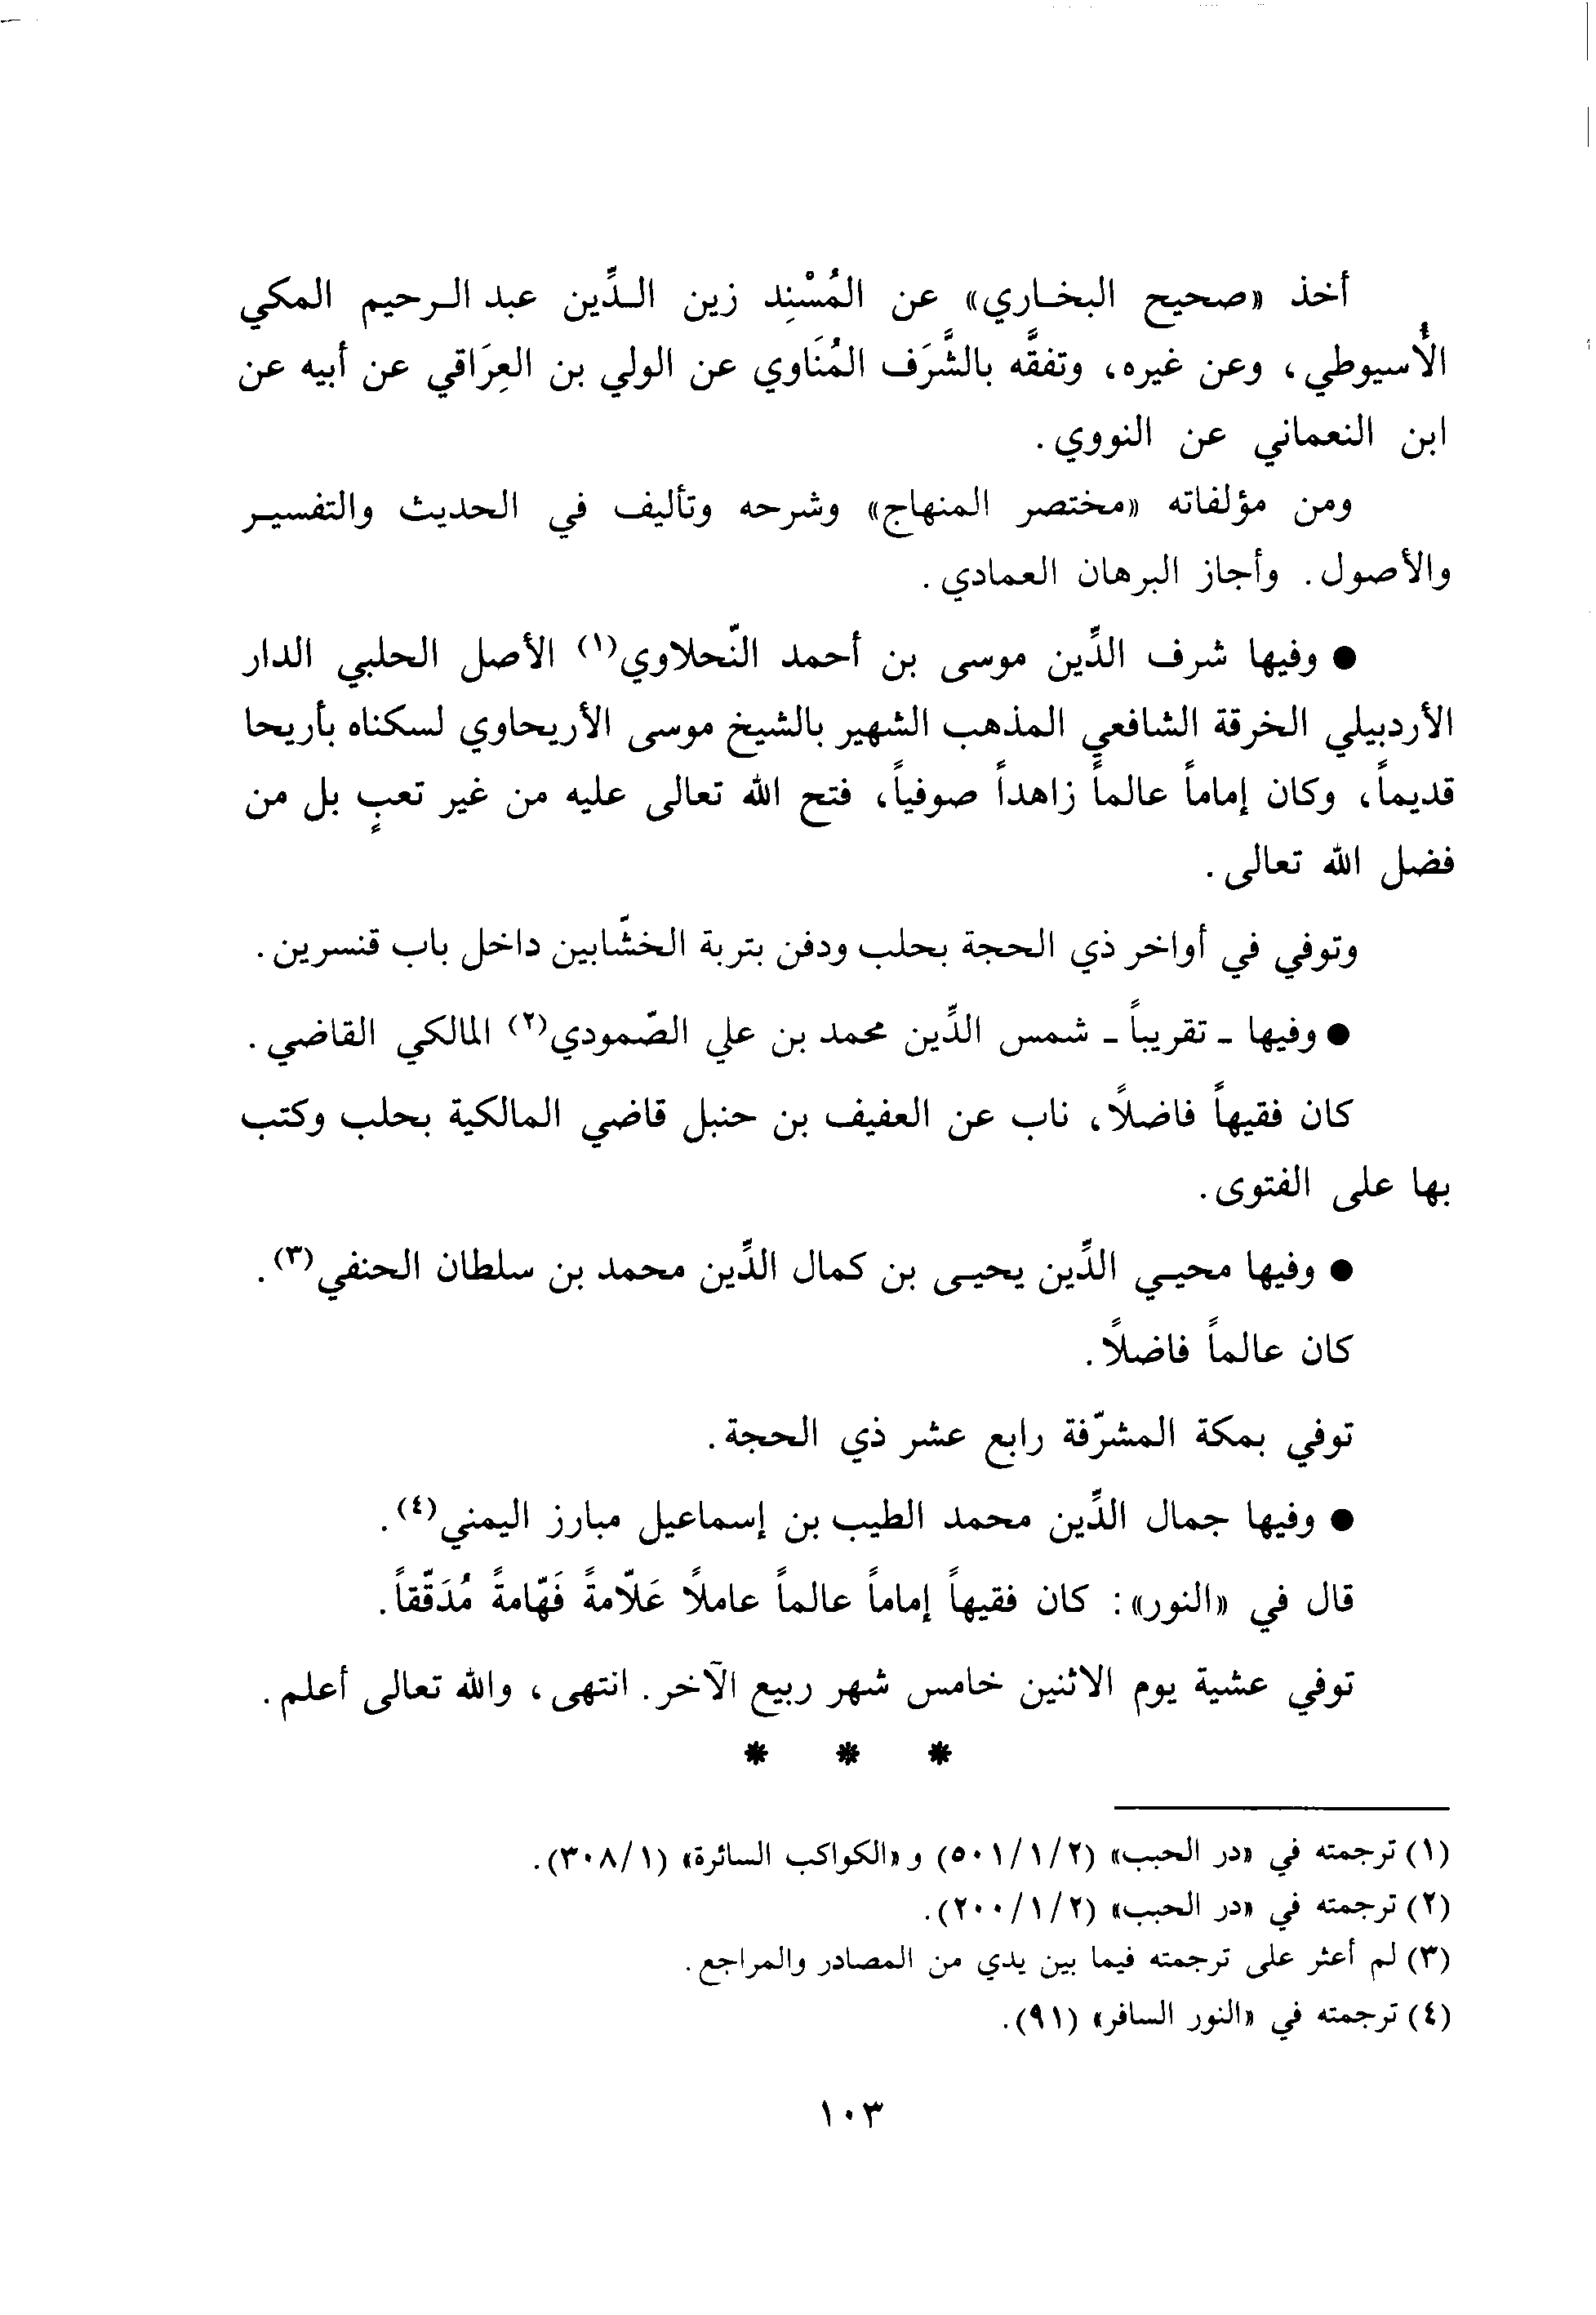 أخذ «صحيح البخاري» عن المُسْنِد زين الدِّين عبد الرحيم المكي
الأُسيوطي، وعن غيره، وتفقَّه بالشَّرَف المُنَاوي عن الولي بن العِرَاقي عن أبيه عن
ابن النعماني عن النووي.
ومن مؤلفاته «مختصر المنهاج» وشرحه وتأليف في الحديث والتفسير
والأصول. وأجاز البرهان العمادي.
● وفيها شرف الدِّين موسى بن أحمد النّحلاوي(١) الأصل الحلبي الدار
الأردبيلي الخرقة الشافعي المذهب الشهير بالشيخ موسى الأريحاوي لسكناه بأريحا
قديماً، وكان إماماً عالماً زاهداً صوفياً، فتح الله تعالى عليه من غير تعبٍ بل من
فضل الله تعالى.
وتوفي في أواخر ذي الحجة بحلب ودفن بتربة الخشّابين داخل باب قنسرين.
● وفيها ـ تقريباً ـ شمس الدِّين محمد بن علي الصّمودي(٢) المالكي القاضي.
كان فقيهاً فاضلاً، ناب عن العفيف بن حنبل قاضي المالكية بحلب وكتب
بها على الفتوى.
● وفيها محيي الدِّين يحيى بن كمال الدِّين محمد بن سلطان الحنفي(٣).
كان عالماً فاضلاً.
توفي بمكة المشرّفة رابع عشر ذي الحجة.
● وفيها جمال الدِّين محمد الطيب بن إسماعيل مبارز اليمني(٤).
قال في «النور»: كان فقيهاً إماماً عالماً عاملاً عَلاّمةً فَهّامةً مُدَقّقاً.
توفي عشية يوم الاثنين خامس شهر ربيع الآخر. انتهى، والله تعالى أعلم.
* * *
(١) ترجمته في «در الحبب» (٢/١/٥٠١) و«الكواكب السائرة» (١/٣٠٨).
(٢) ترجمته في «در الحبب» (٢/١/٢٠٠).
(٣) لم أعثر على ترجمته فيما بين يدي من المصادر والمراجع.
(٤) ترجمته في «النور السافر» (٩١).
١٠٣